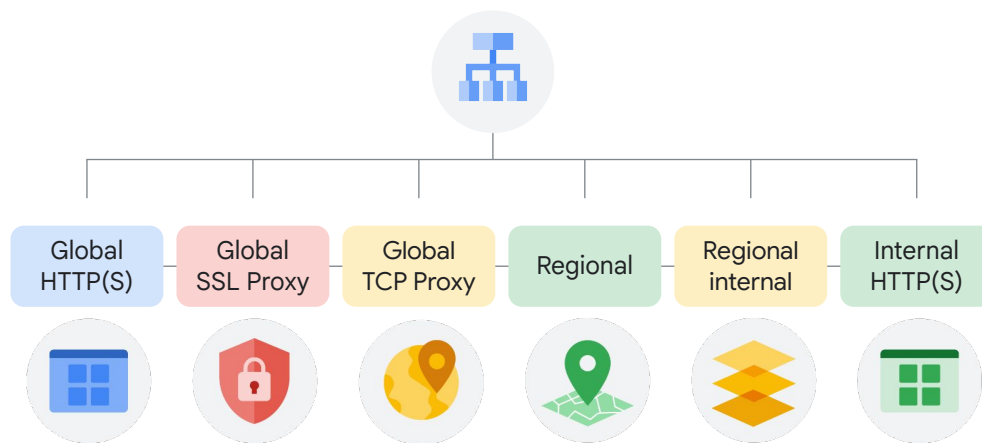 Global
HTTP(S)
Global
SSL Proxy
Global
TCP Proxy
Regional
Regional
internal
Internal
HTTP(S)